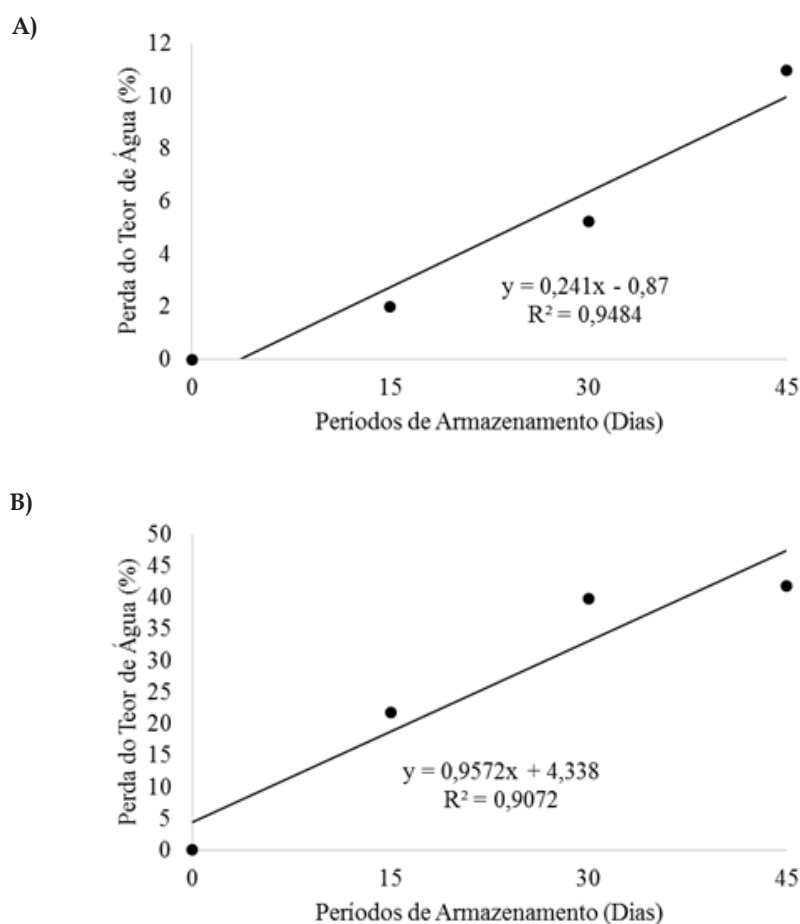 A)
12
10
8
6
4
2
0
Perda do Teor de Água (%)
y = 0,241x - 0,87
R² = 0,9484
0 15 30 45
Períodos de Armazenamento (Dias)
B)
50
45
40
35
30
25
20
15
10
5
0
Perda do Teor de Água (%)
y = 0,9572x + 4,338
R² = 0,9072
0 15 30 45
Períodos de Armazenamento (Dias)